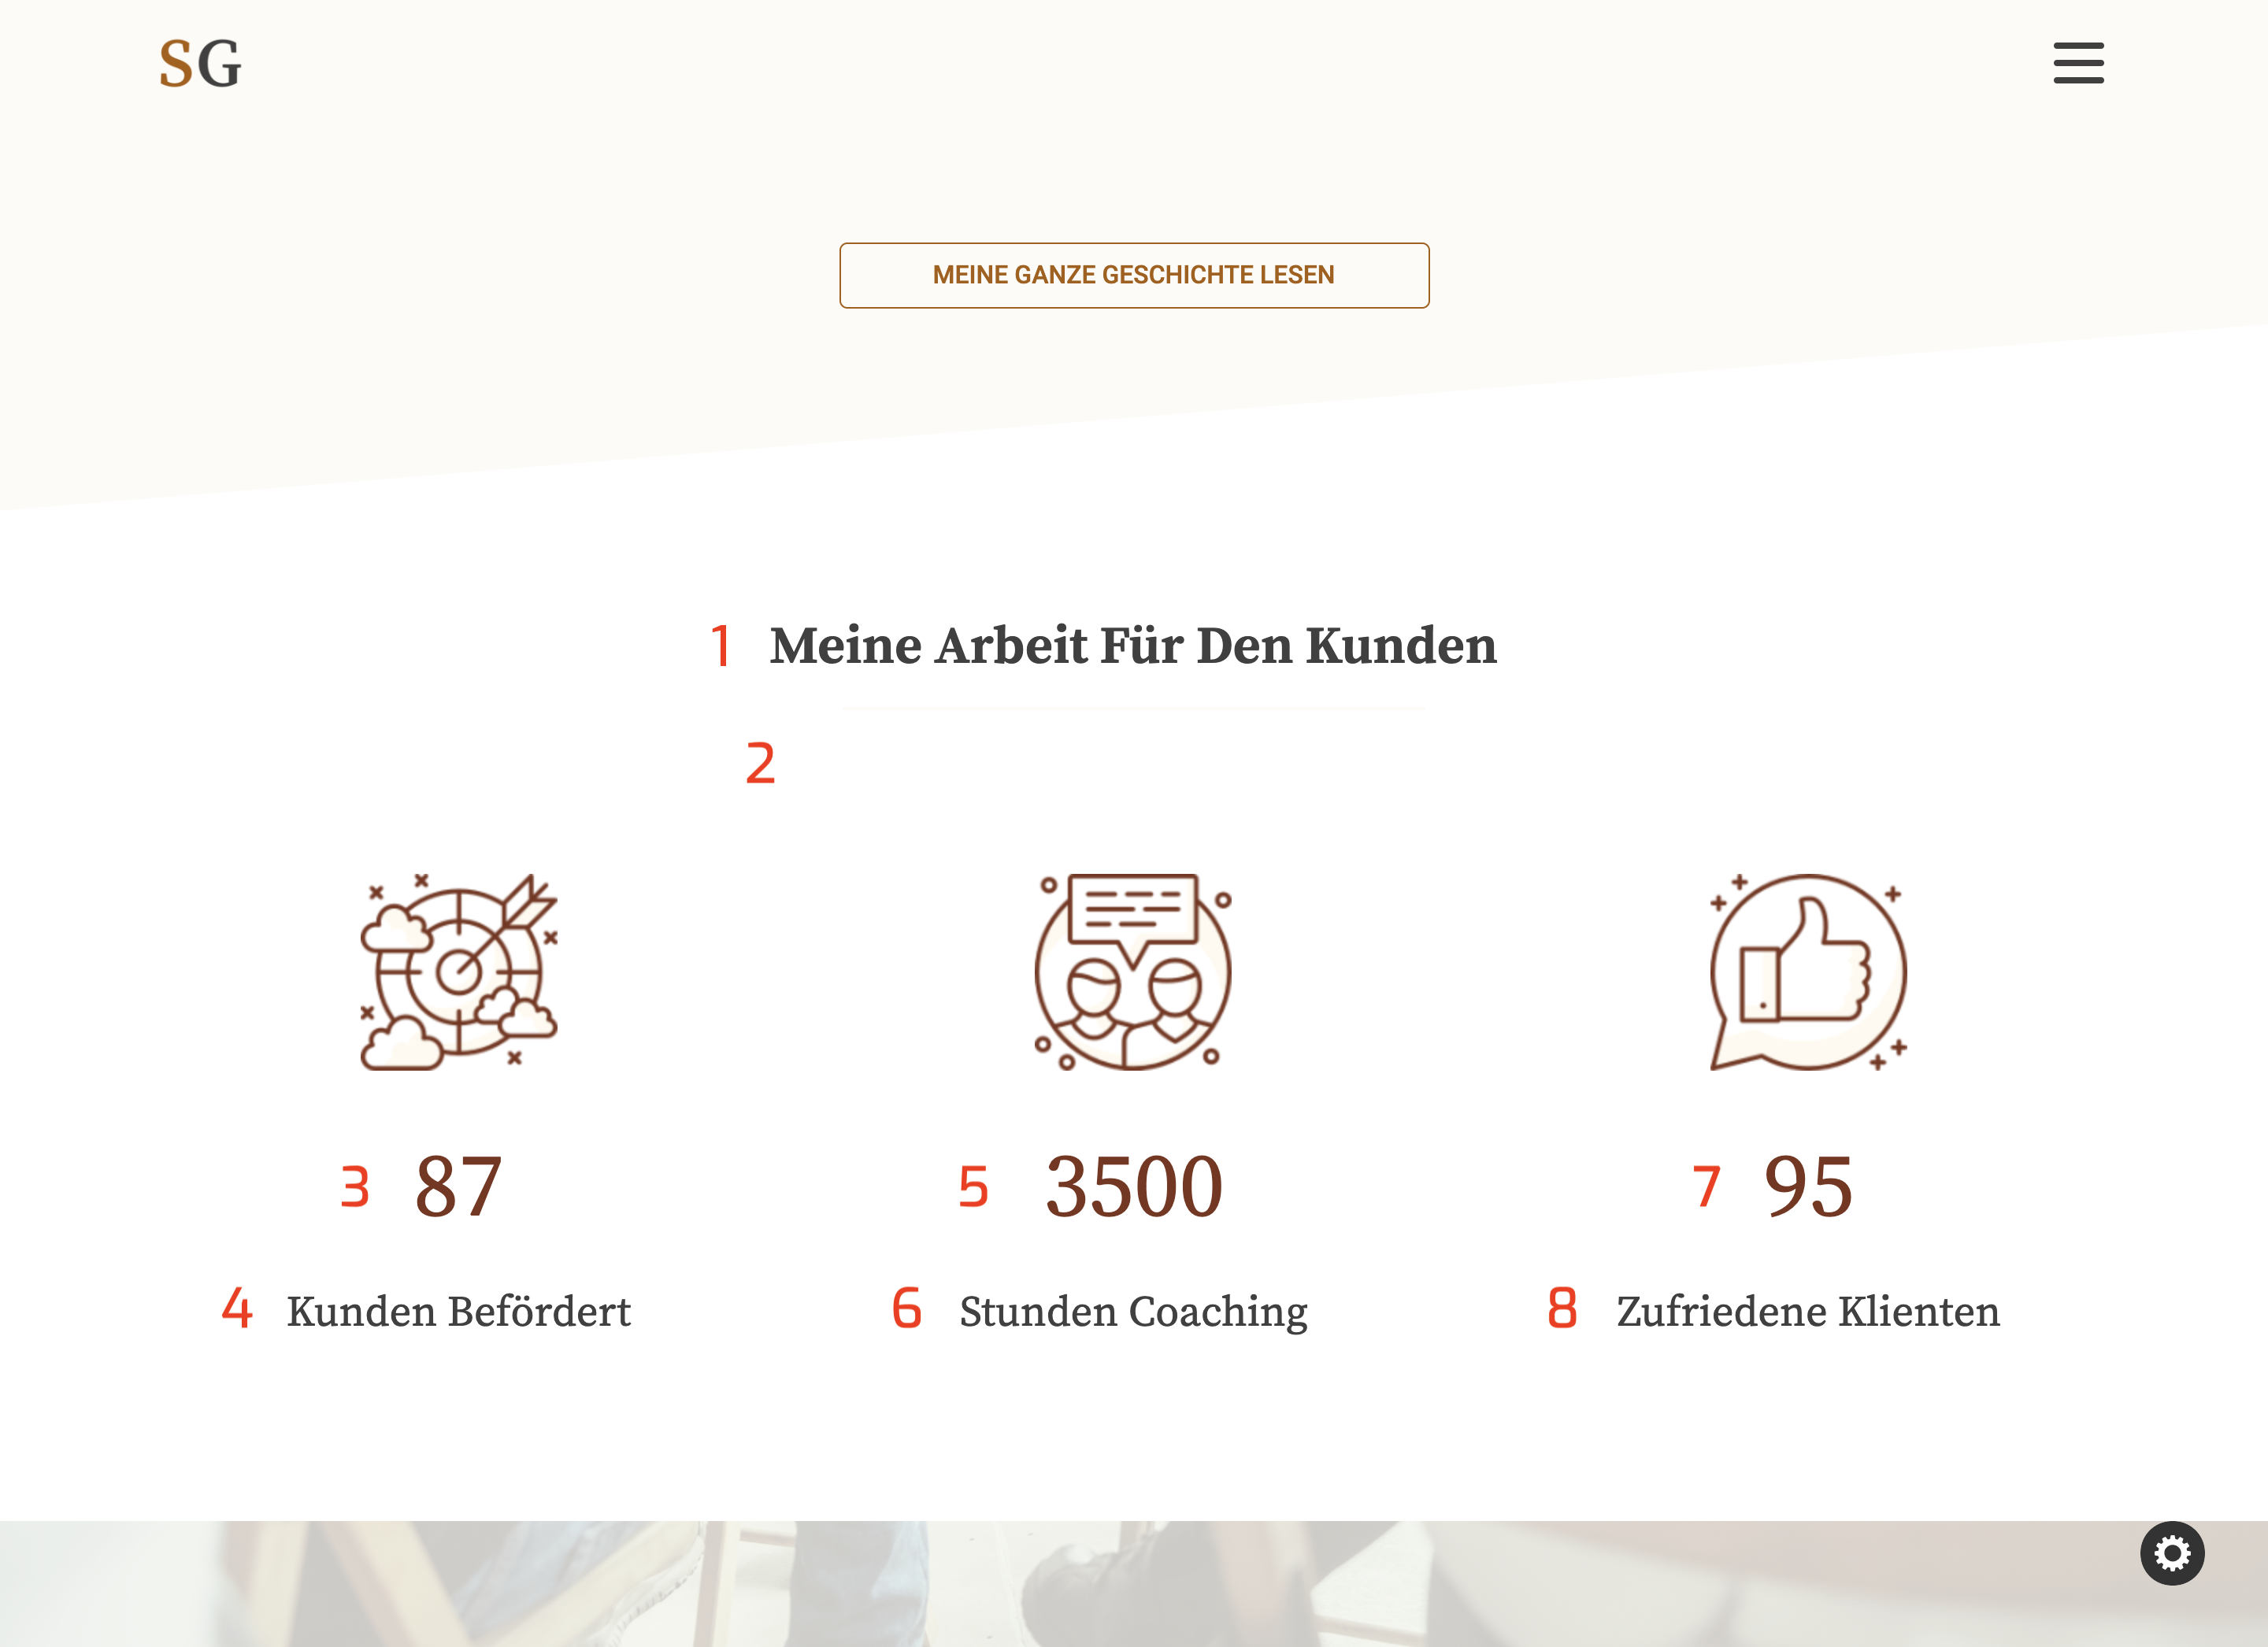 SG
MEINE GANZE GESCHICHTE LESEN
1 Meine Arbeit Für Den Kunden
2
3 87
5 3500
7 95
4 Kunden Befördert
6 Stunden Coaching
8 Zufriedene Klienten